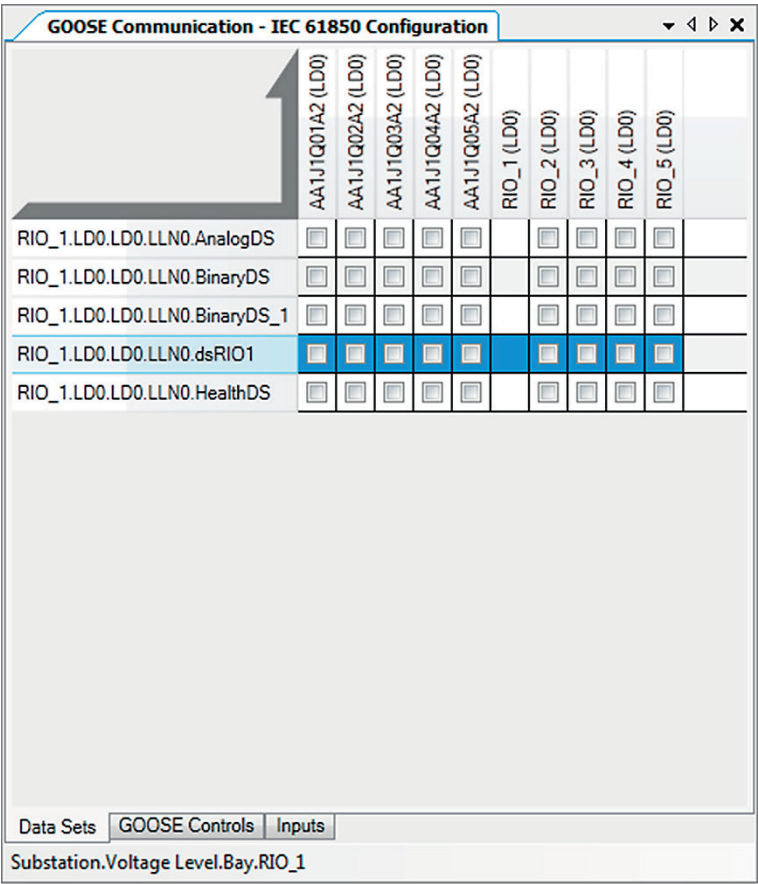 GOOSE Communication - IEC 61850 Configuration
AA1J1Q01A2 (LD0)
AA1J1Q02A2 (LD0)
AA1J1Q03A2 (LD0)
AA1J1Q04A2 (LD0)
AA1J1Q05A2 (LD0)
RIO_1 (LD0)
RIO_2 (LD0)
RIO_3 (LD0)
RIO_4 (LD0)
RIO_5 (LD0)
RIO_1.LD0.LD0.LLN0.AnalogDS
RIO_1.LD0.LD0.LLN0.BinaryDS
RIO_1.LD0.LD0.LLN0.BinaryDS_1
RIO_1.LD0.LD0.LLN0.dsRIO1
RIO_1.LD0.LD0.LLN0.HealthDS
Data Sets GOOSE Controls Inputs
Substation.Voltage Level.Bay.RIO_1